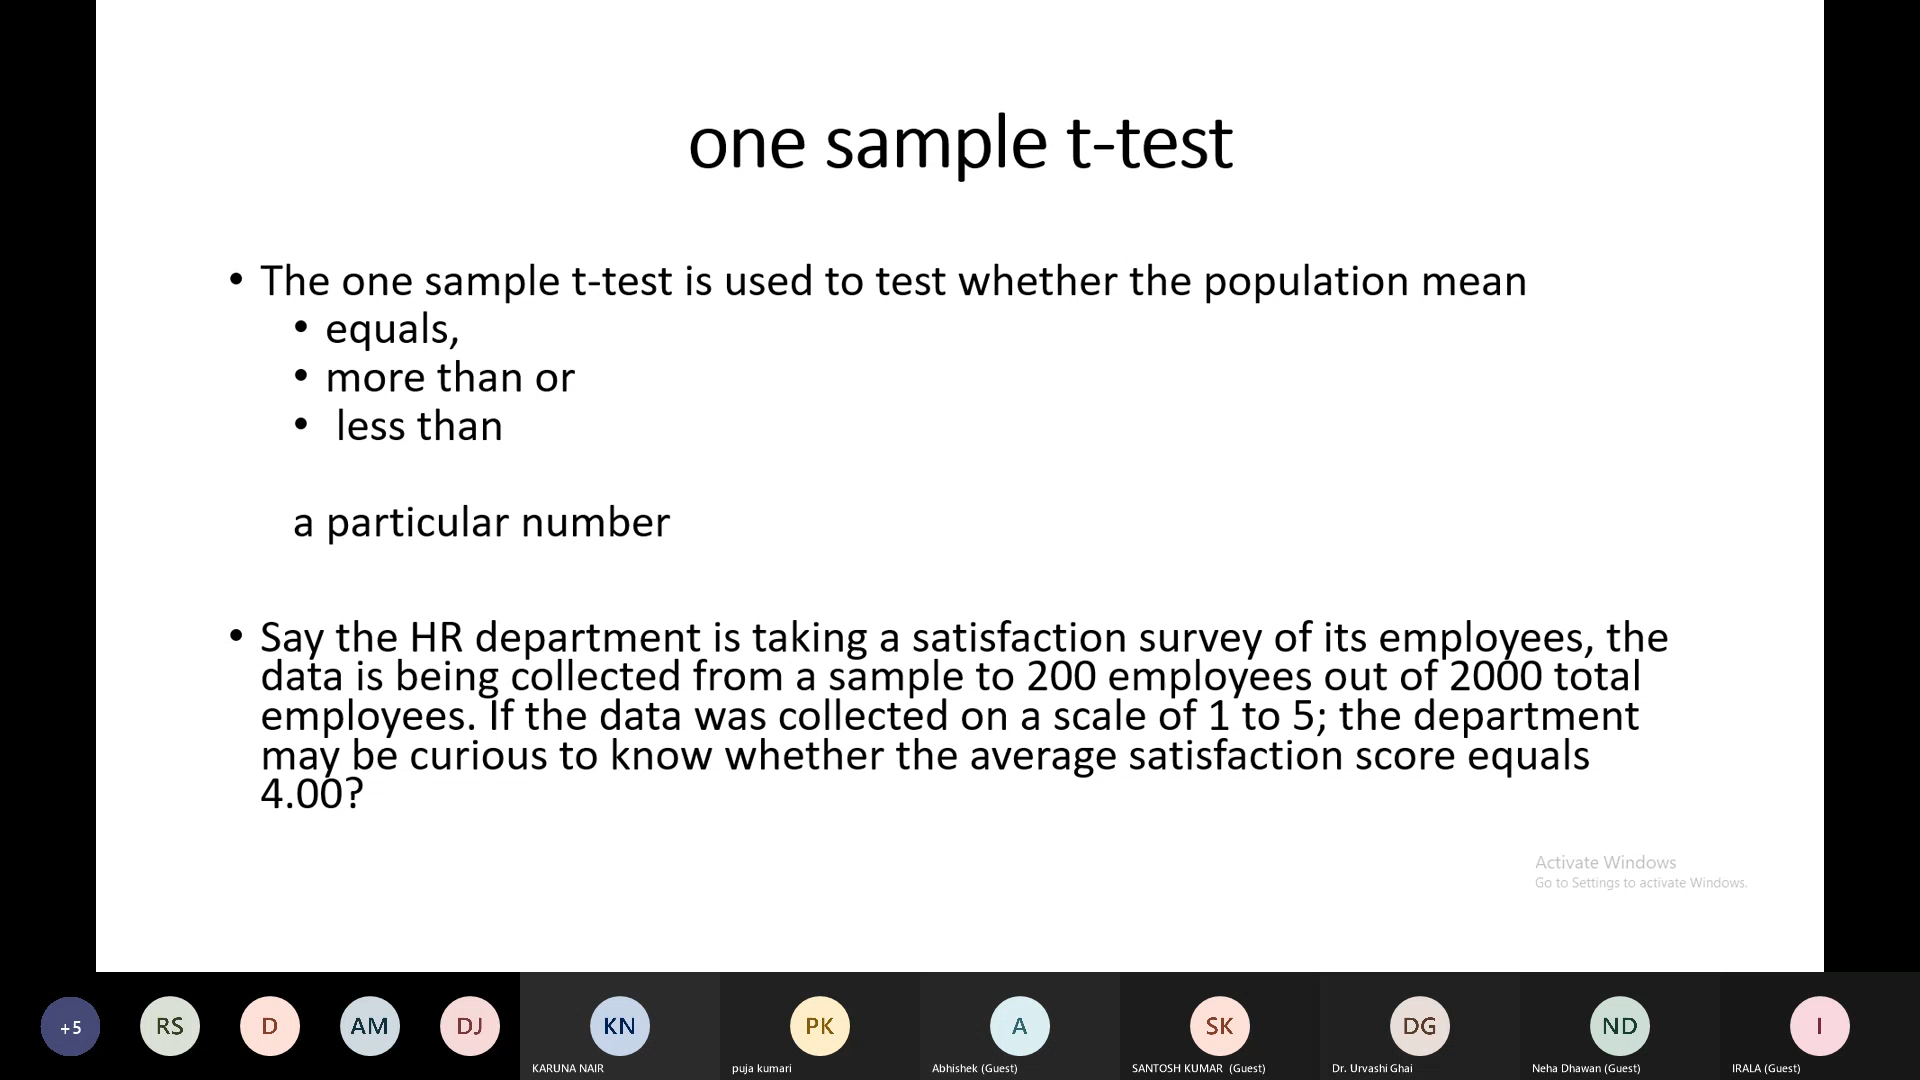 one sample t-test
• The one sample t-test is used to test whether the population mean
• equals,
• more than or
• less than
a particular number
• Say the HR department is taking a satisfaction survey of its employees, the
data is being collected from a sample to 200 employees out of 2000 total
employees. If the data was collected on a scale of 1 to 5; the department
may be curious to know whether the average satisfaction score equals
4.00?
Activate Windows
Go to Settings to activate Windows.
+5 RS D AM DJ KN PK A SK DG ND I
KARUNA NAIR puja kumari Abhishek (Guest) SANTOSH KUMAR (Guest) Dr. Urvashi Ghai Neha Dhawan (Guest) IRALA (Guest)